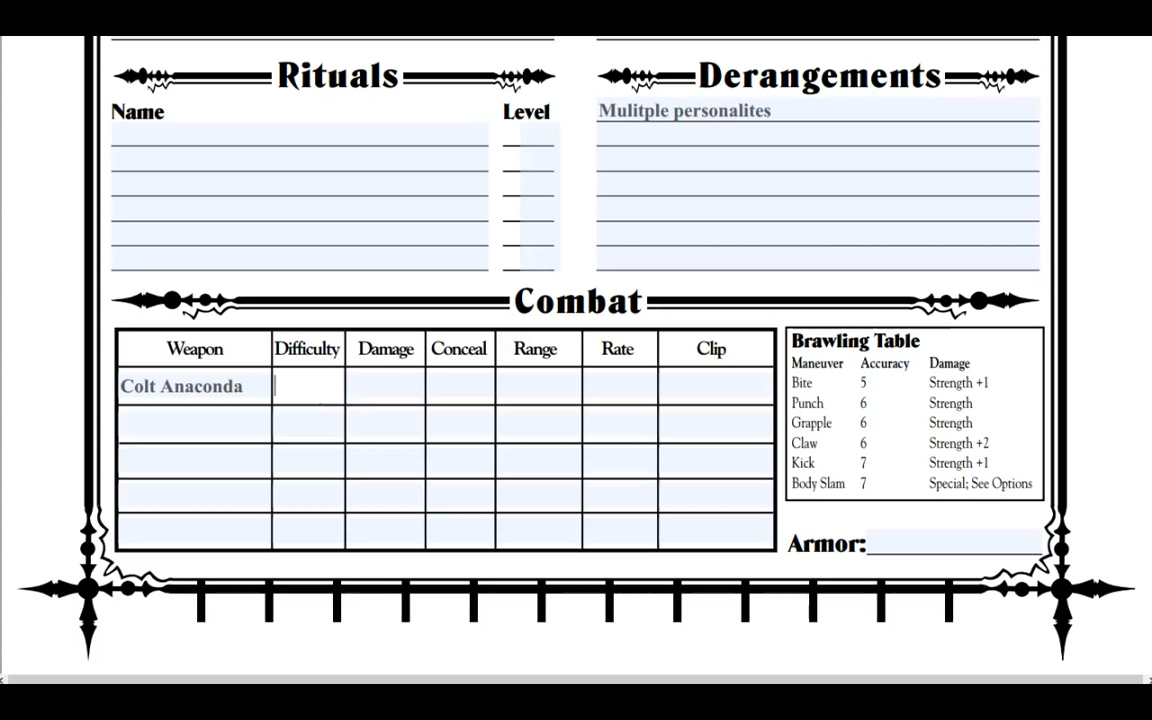 Rituals
Derangements
Name Level
Mulitple personalites
Combat
Weapon Difficulty Damage Conceal Range Rate Clip
Colt Anaconda
Brawling Table
Maneuver Accuracy Damage
Bite 5 Strength +1
Punch 6 Strength
Grapple 6 Strength
Claw 6 Strength +2
Kick 7 Strength +1
Body Slam 7 Special; See Options
Armor: